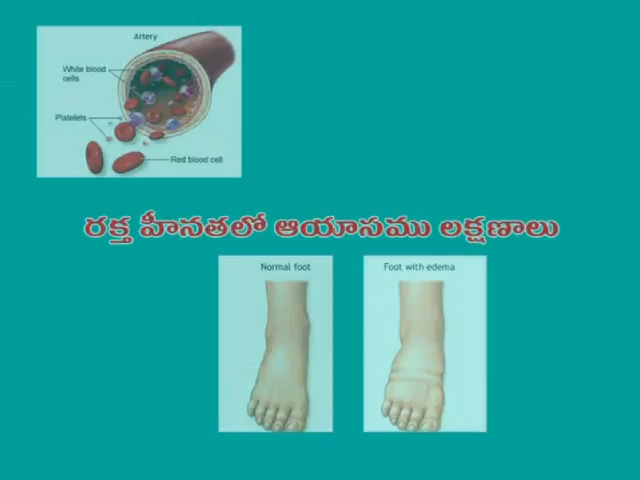 Artery
White blood
cells
Platelets
Red blood cell
రక్త హీనతలో ఆయాసము లక్షణాలు
Normal foot
Foot with edema